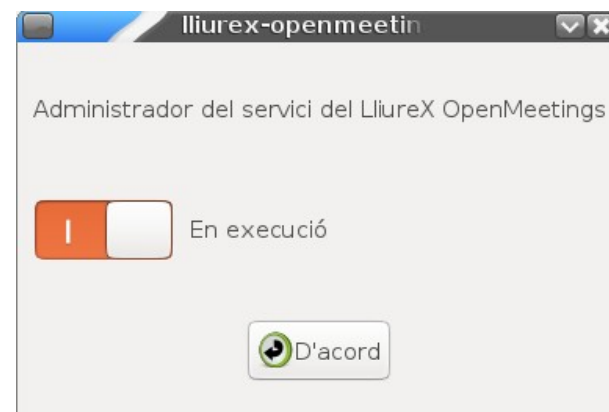 lliurex-openmeetin
Administrador del servici del LliureX OpenMeetings
En execució
D'acord